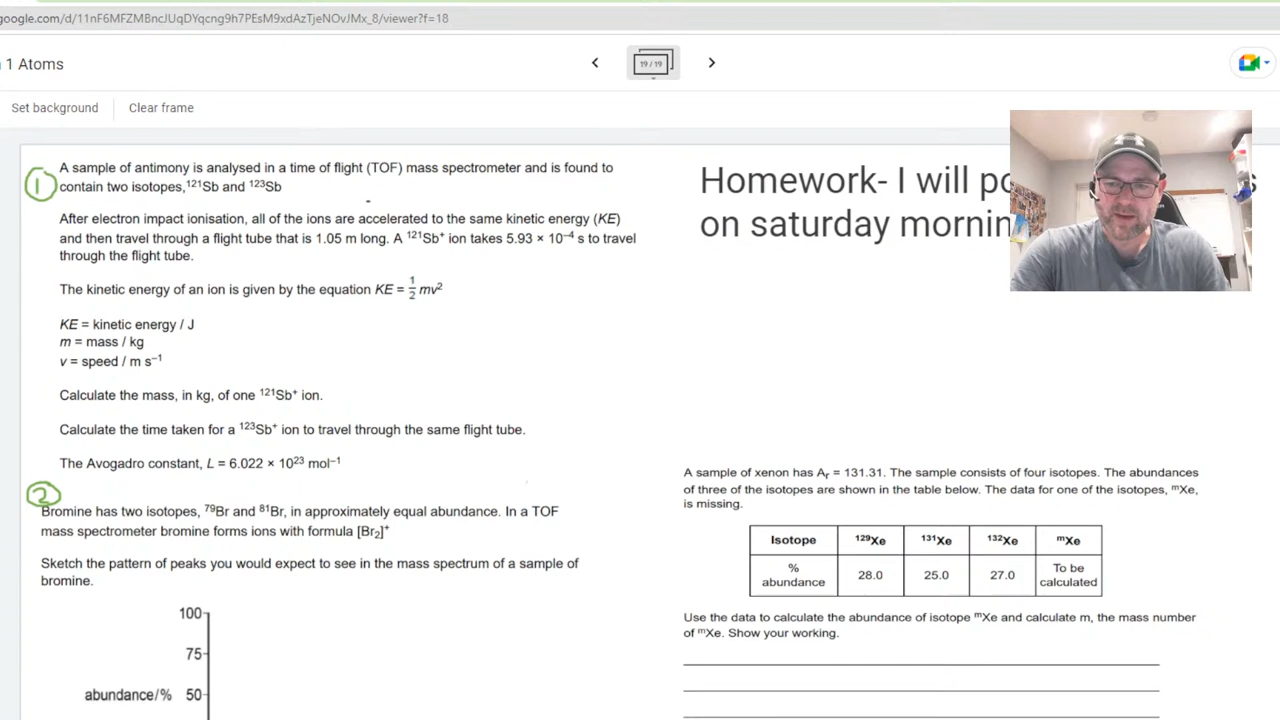 google.com/d/11nF6MFZMBncJUqDYqcng9h7PEsM9xdAzTjeNOvJMx_8/viewer?f=18
1 Atoms
19 / 19
Set background
Clear frame
1
A sample of antimony is analysed in a time of flight (TOF) mass spectrometer and is found to
contain two isotopes,¹²¹Sb and ¹²³Sb
After electron impact ionisation, all of the ions are accelerated to the same kinetic energy (KE)
and then travel through a flight tube that is 1.05 m long. A ¹²¹Sb⁺ ion takes 5.93 × 10⁻⁴ s to travel
through the flight tube.
The kinetic energy of an ion is given by the equation KE = ½ mv²
KE = kinetic energy / J
m = mass / kg
v = speed / m s⁻¹
Calculate the mass, in kg, of one ¹²¹Sb⁺ ion.
Calculate the time taken for a ¹²³Sb⁺ ion to travel through the same flight tube.
The Avogadro constant, L = 6.022 × 10²³ mol⁻¹
2
Bromine has two isotopes, ⁷⁹Br and ⁸¹Br, in approximately equal abundance. In a TOF
mass spectrometer bromine forms ions with formula [Br₂]⁺
Sketch the pattern of peaks you would expect to see in the mass spectrum of a sample of
bromine.
100
75
abundance/% 50
Homework- I will
on saturday
A sample of xenon has Aᵣ = 131.31. The sample consists of four isotopes. The abundances
of three of the isotopes are shown in the table below. The data for one of the isotopes, ᵐXe,
is missing.
Isotope ¹²⁹Xe ¹³¹Xe ¹³²Xe ᵐXe
% abundance 28.0 25.0 27.0 To be calculated
Use the data to calculate the abundance of isotope ᵐXe and calculate m, the mass number
of ᵐXe. Show your working.